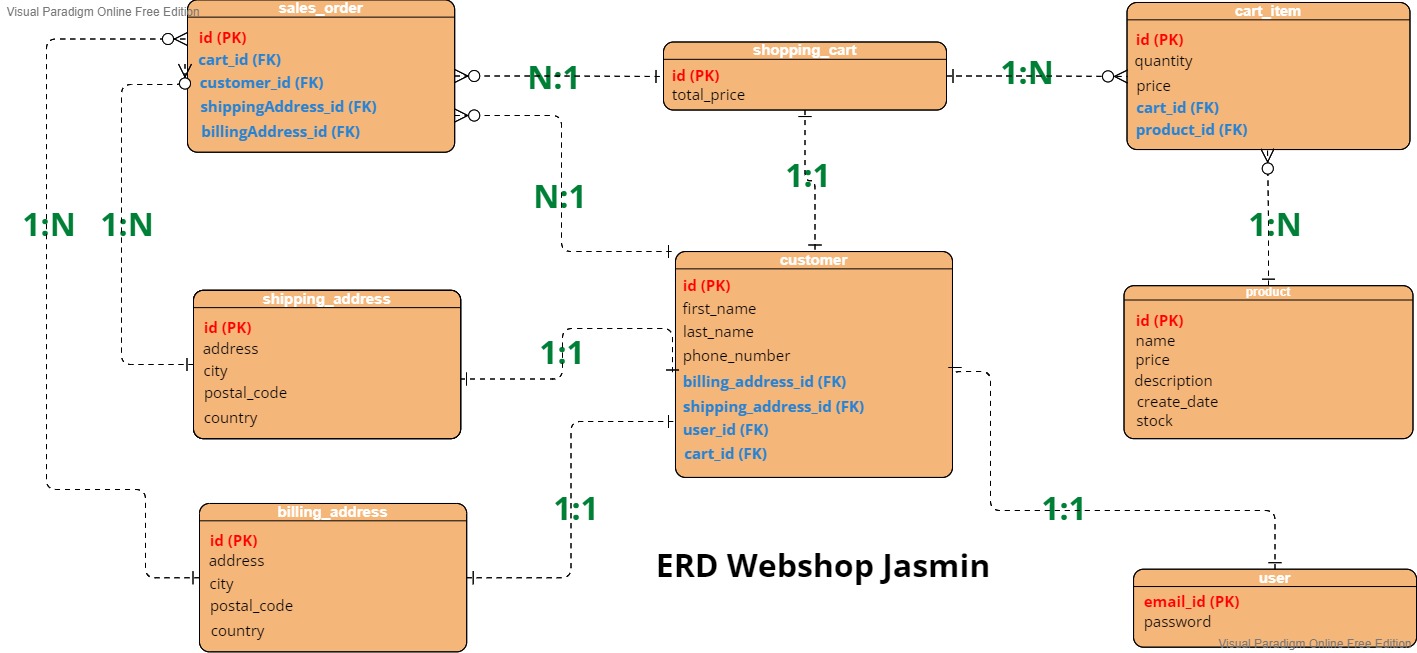 Visual Paradigm Online Free Edition
sales_order
id (PK)
cart_id (FK)
customer_id (FK)
shippingAddress_id (FK)
billingAddress_id (FK)
N:1
shopping_cart
id (PK)
total_price
1:N
cart_item
id (PK)
quantity
price
cart_id (FK)
product_id (FK)
1:N
1:N
N:1
1:1
1:N
shipping_address
id (PK)
address
city
postal_code
country
1:1
customer
id (PK)
first_name
last_name
phone_number
billing_address_id (FK)
shipping_address_id (FK)
user_id (FK)
cart_id (FK)
product
id (PK)
name
price
description
create_date
stock
billing_address
id (PK)
address
city
postal_code
country
1:1
1:1
ERD Webshop Jasmin
user
email_id (PK)
password
Visual Paradigm Online Free Edition